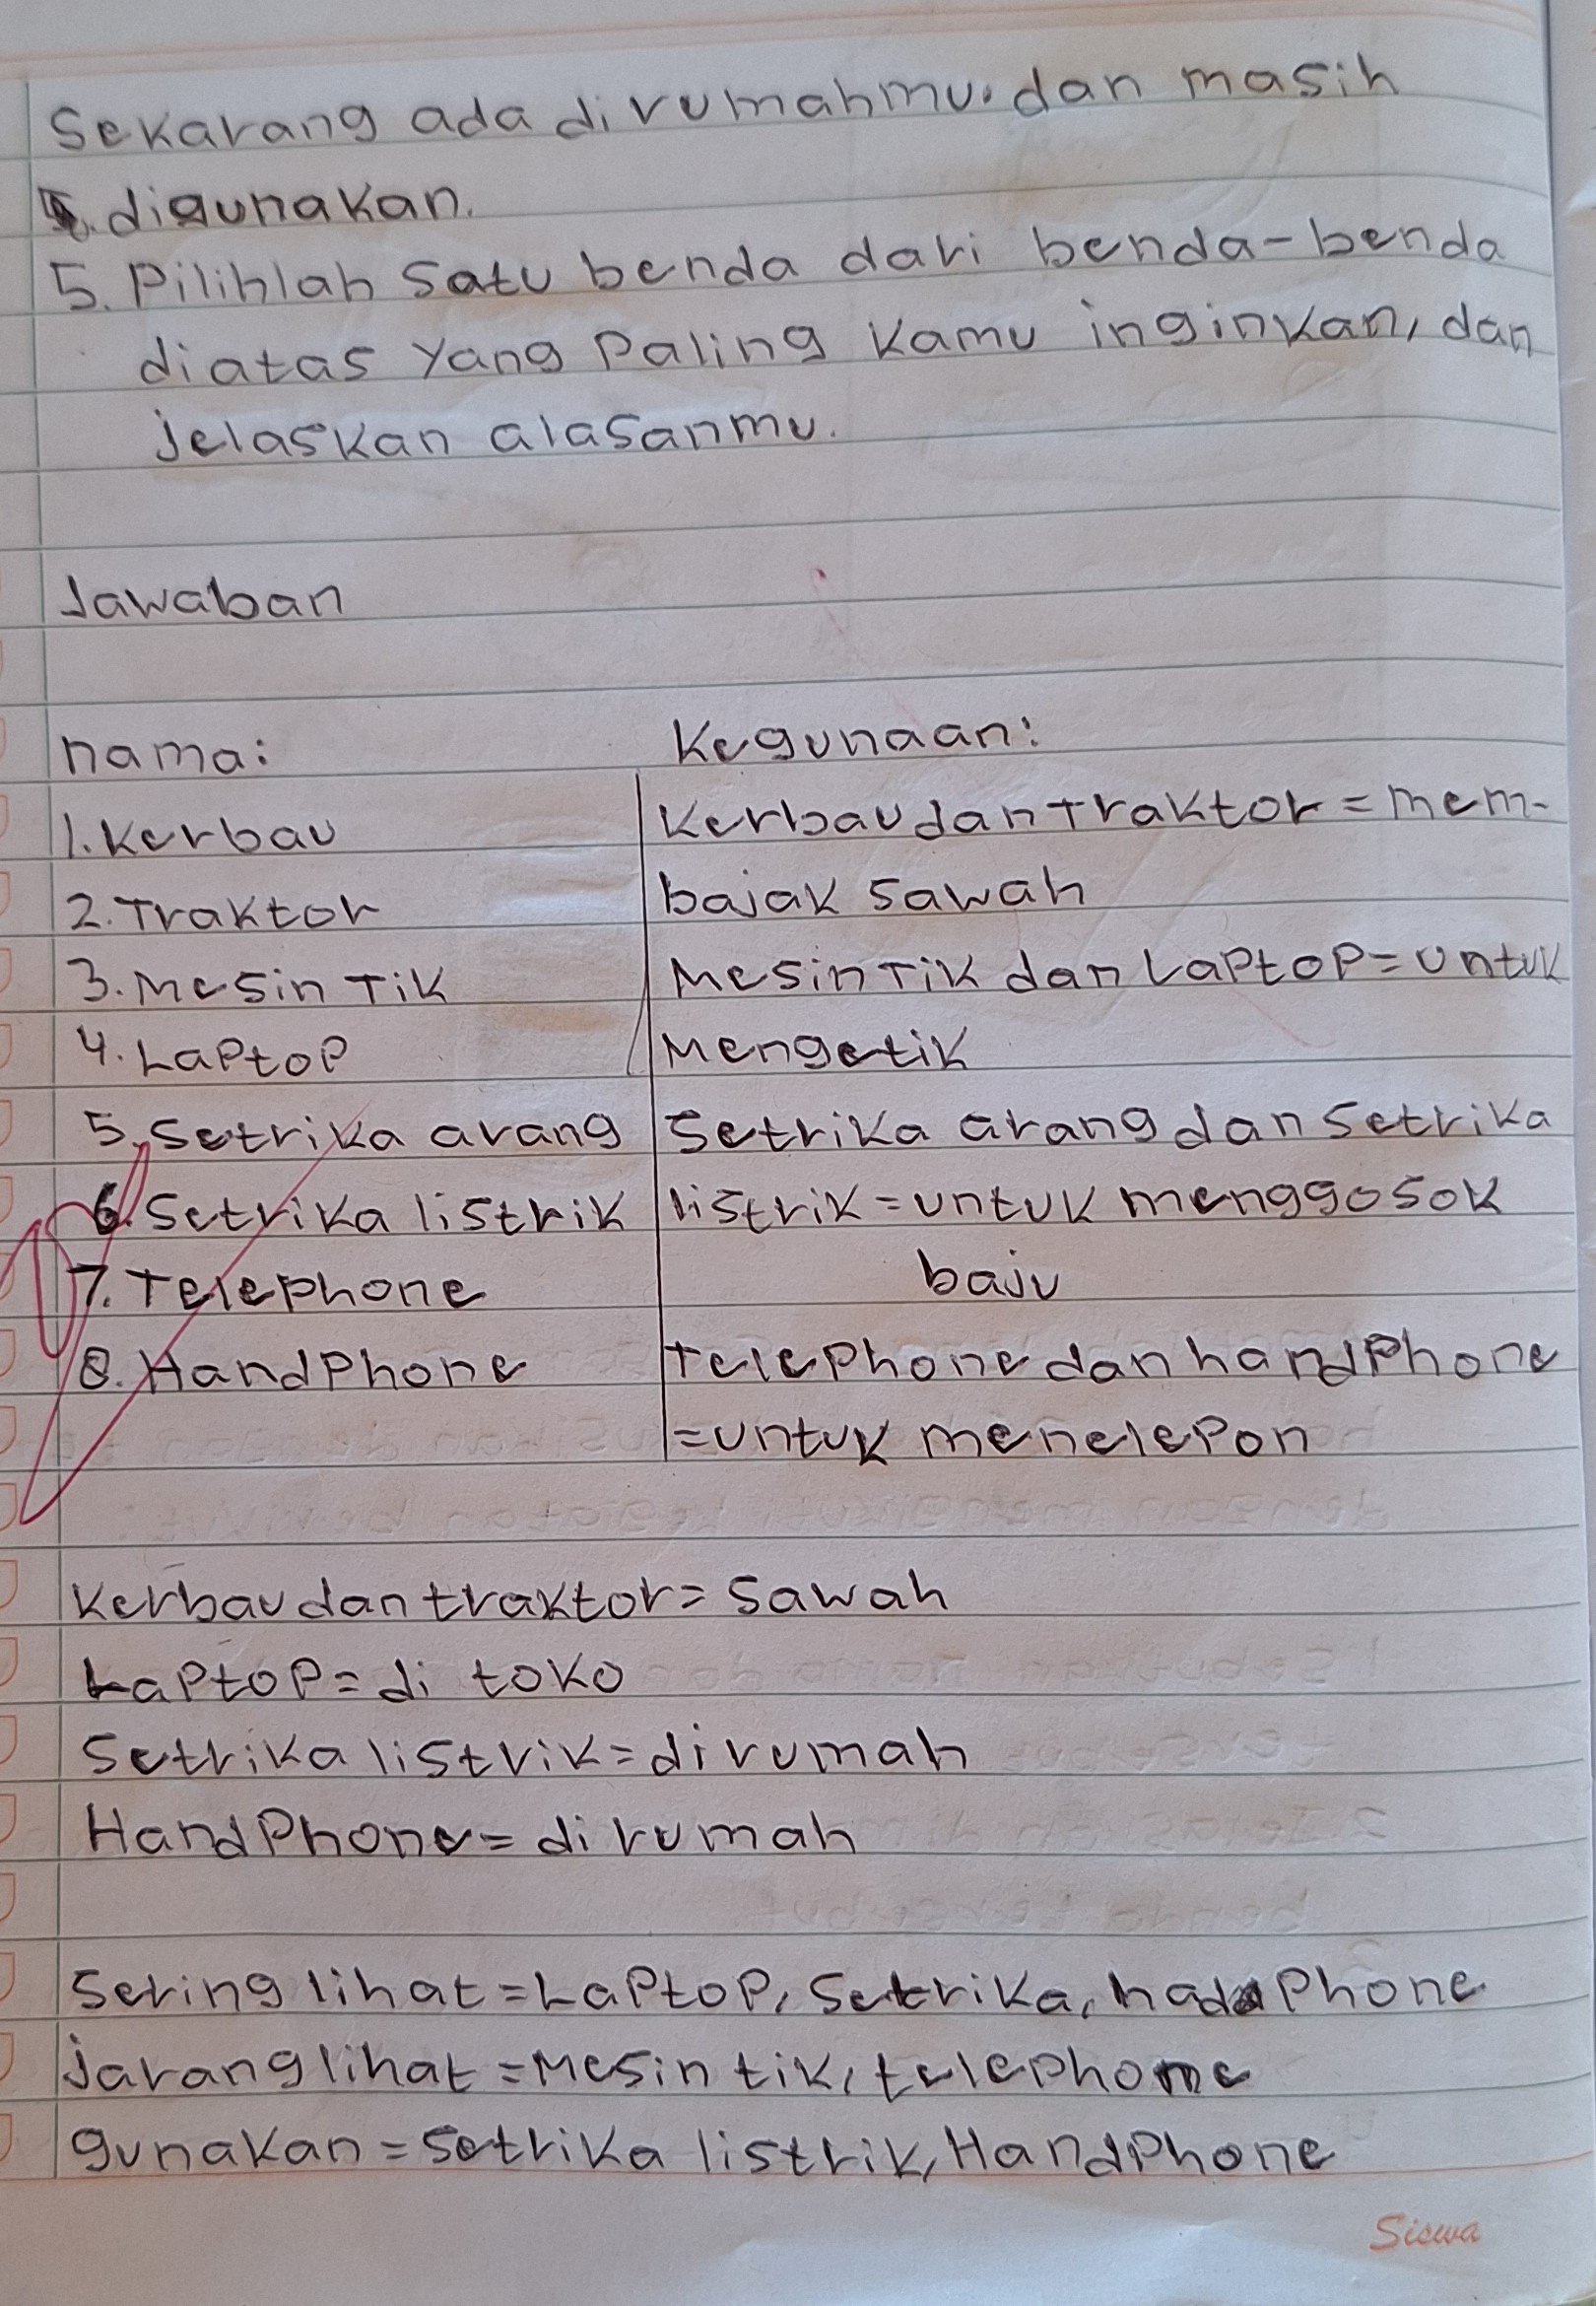 Sekarang ada dirumahmu. dan masih
digunakan.
5. Pilihlah satu benda dari benda-benda
diatas yang Paling kamu inginkan, dan
jelaskan alasanmu.
Jawaban
nama: Kegunaan:
1. Kerbau Kerbau dan Traktor = mem-
2. Traktor bajak sawah
3. Mesin Tik Mesin Tik dan LaPtoP = untuk
4. LaPtoP Mengetik
5. Setrika arang Setrika arang dan setrika
6. Setrika listrik listrik = untuk menggosok
7. Telephone baju
8. HandPhone TelePhone dan handPhone
= untuk menelePon
Kerbau dan traktor = sawah
LaPtoP = di toko
Setrika listrik = dirumah
HandPhone = dirumah
Sering lihat = LaPtoP, Setrika, Phone
jarang lihat = Mesin tik, telephone
gunakan = Setrika listrik, HandPhone
Siswa